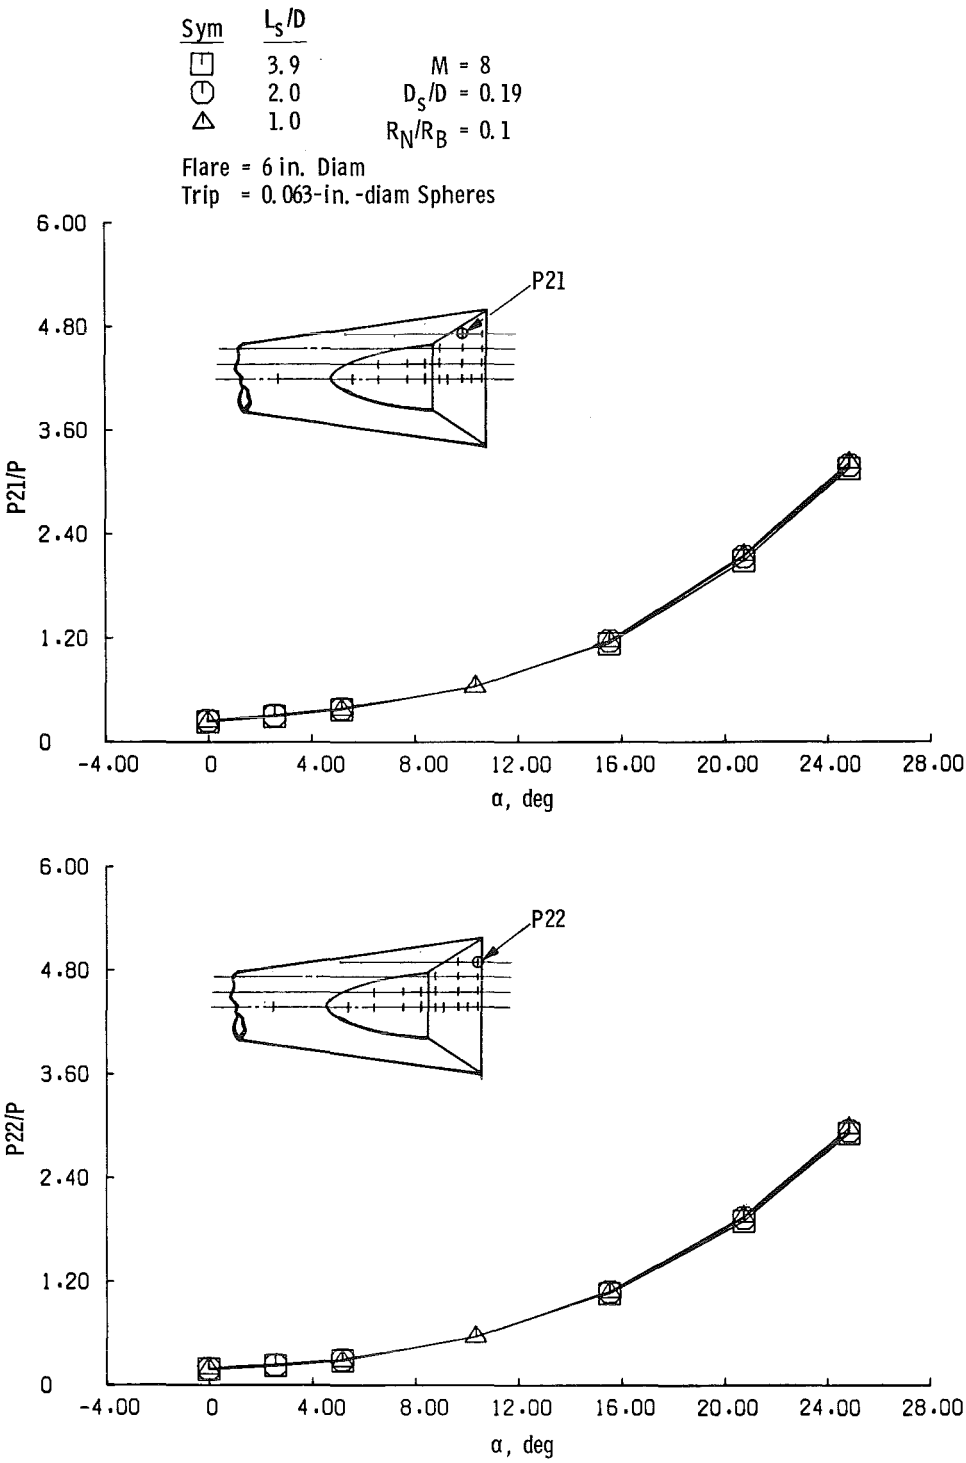 Sym Ls/D
3.9 M = 8
2.0 Ds/D = 0.19
1.0 RN/RB = 0.1
Flare = 6 in. Diam
Trip = 0.063-in.-diam Spheres
6.00
4.80
3.60
2.40
1.20
0
P21/P
P21
-4.00 0 4.00 8.00 12.00 16.00 20.00 24.00 28.00
α, deg
6.00
4.80
3.60
2.40
1.20
0
P22/P
P22
-4.00 0 4.00 8.00 12.00 16.00 20.00 24.00 28.00
α, deg